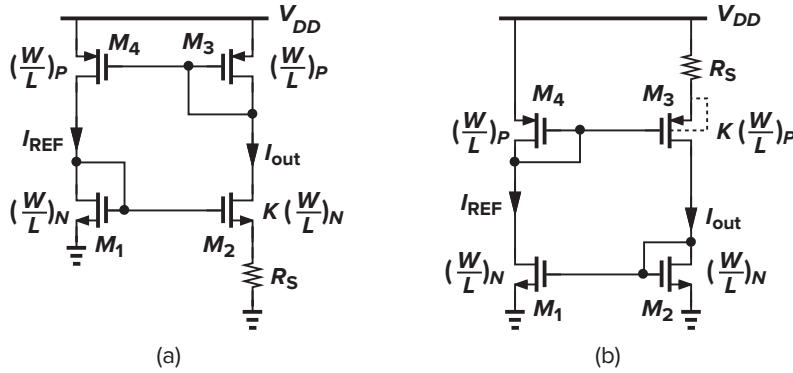 V_DD
M_4 M_3
(W/L)_P (W/L)_P
I_REF I_out
(W/L)_N K(W/L)_N
M_1 M_2
R_S
(a)
V_DD
R_S
M_4 M_3
(W/L)_P K(W/L)_P
I_REF I_out
(W/L)_N (W/L)_N
M_1 M_2
(b)